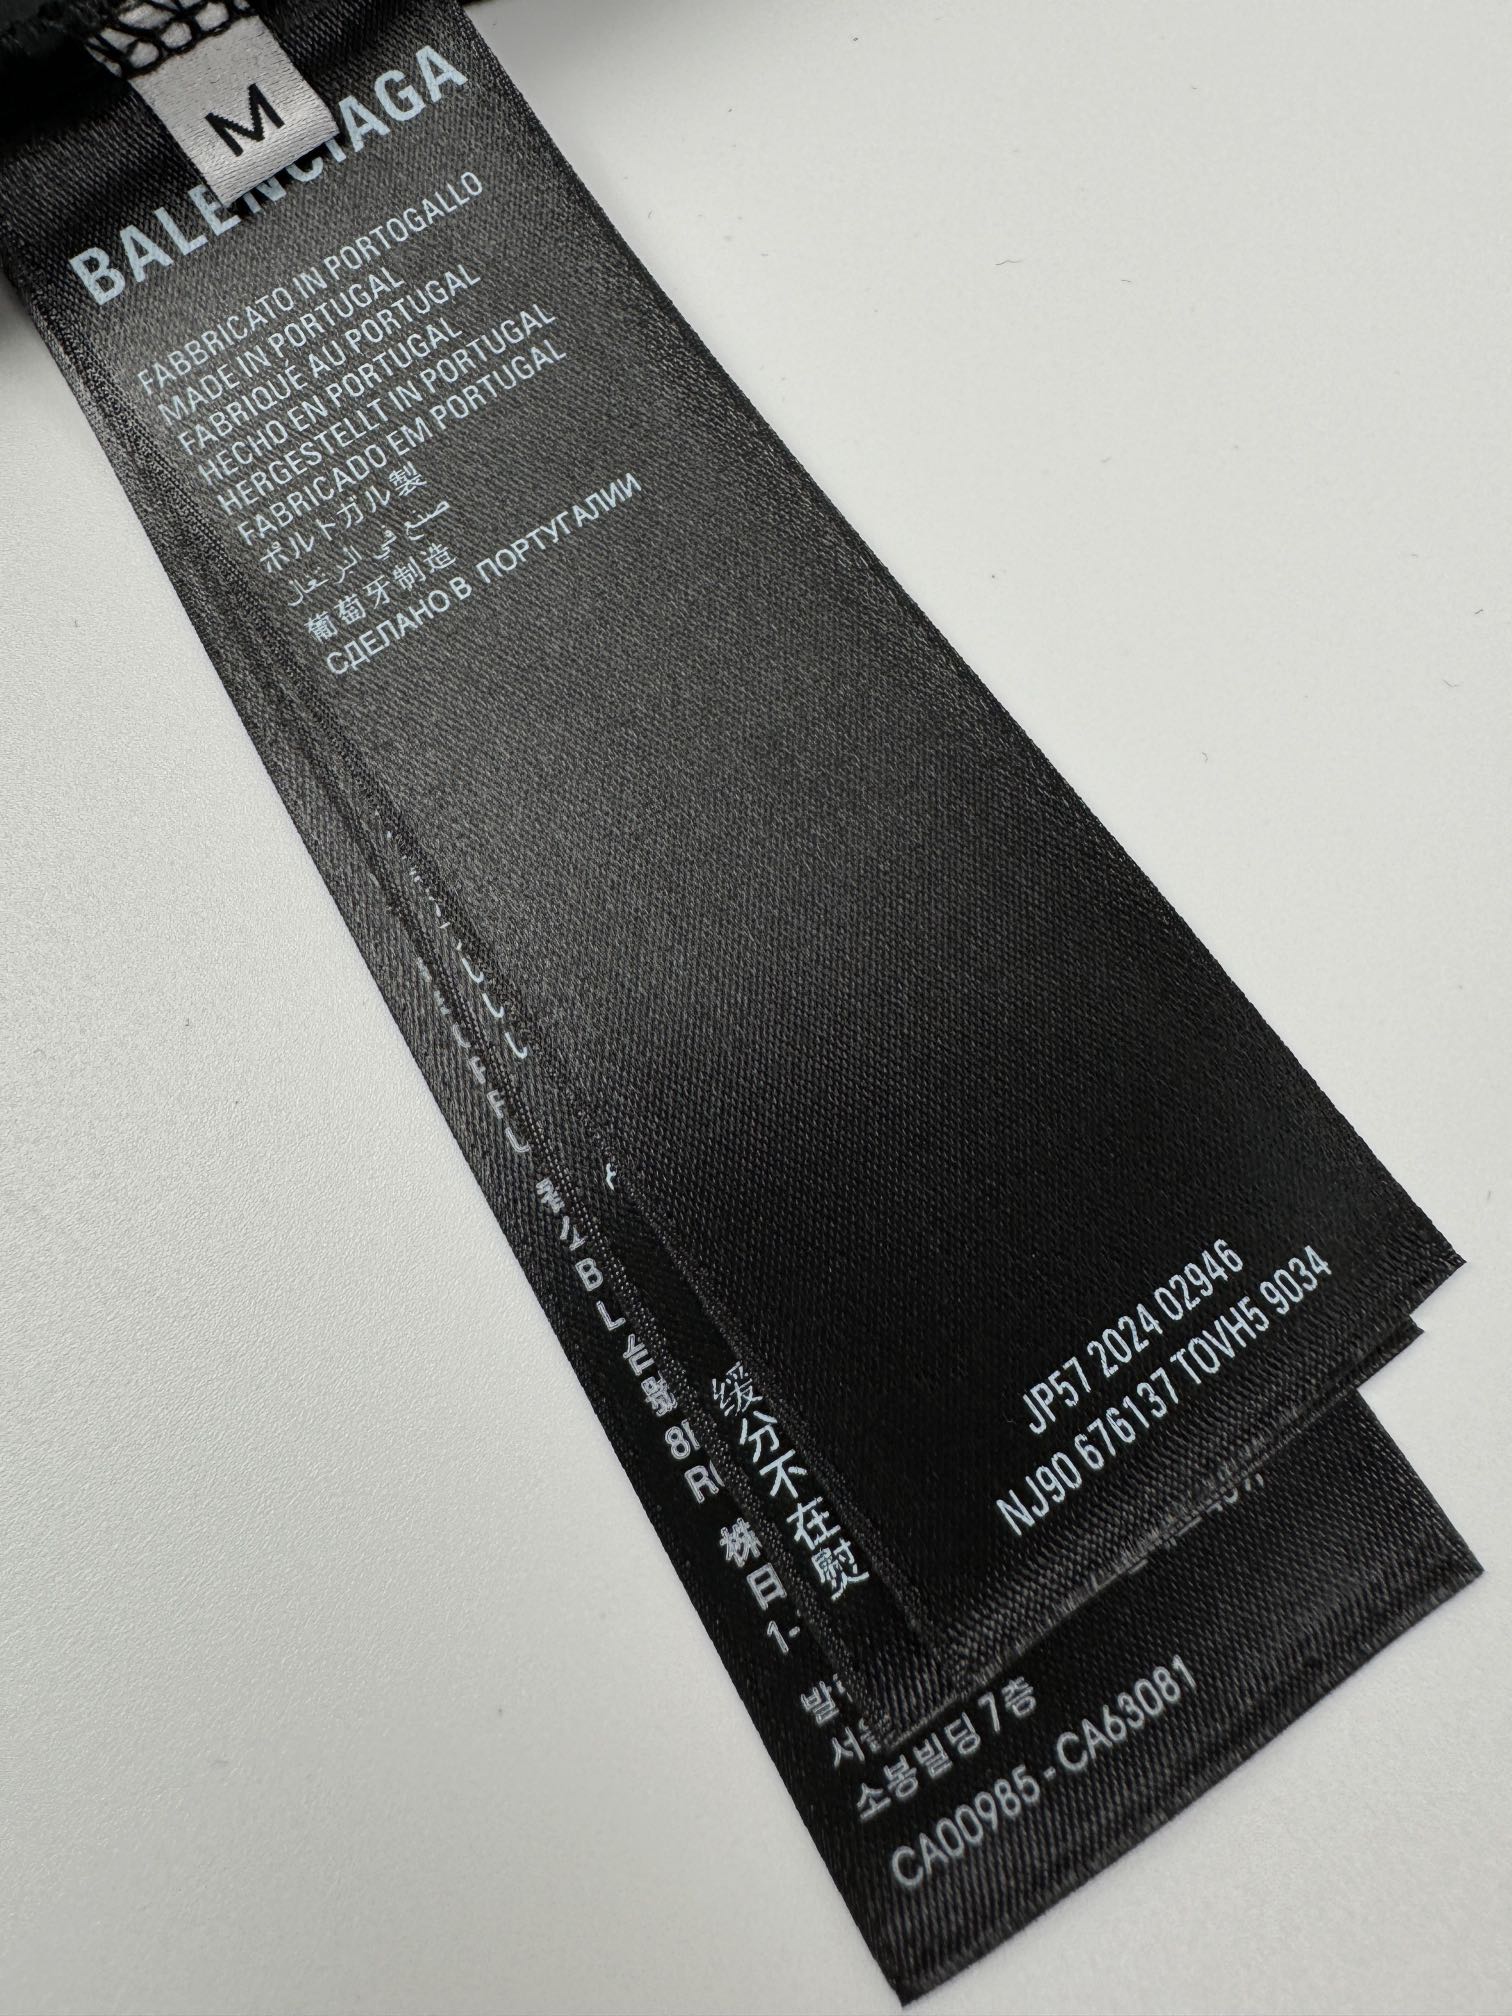 M
BALENCIAGA
FABBRICATO IN PORTOGALLO
MADE IN PORTUGAL
FABRIQUÉ AU PORTUGAL
HECHO EN PORTUGAL
HERGESTELLT IN PORTUGAL
FABRICADO EM PORTUGAL
ポルトガル製
صنع في البرتغال
葡萄牙制造
СДЕЛАНО В ПОРТУГАЛИИ
JP57 2024 02946
NJ90 676137 TOVH5 9034
缓
分
不
在
熨
소봉빌딩 7층
CA00985 - CA63081